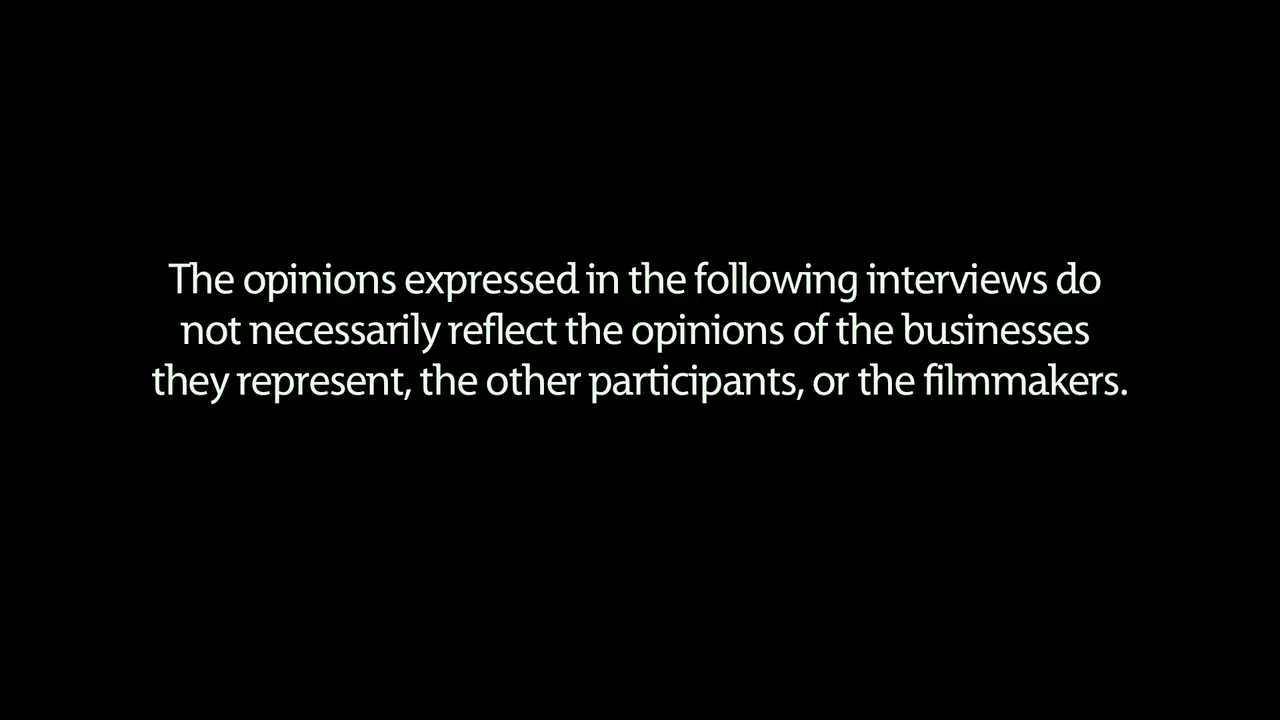 The opinions expressed in the following interviews do
not necessarily reflect the opinions of the businesses
they represent, the other participants, or the filmmakers.